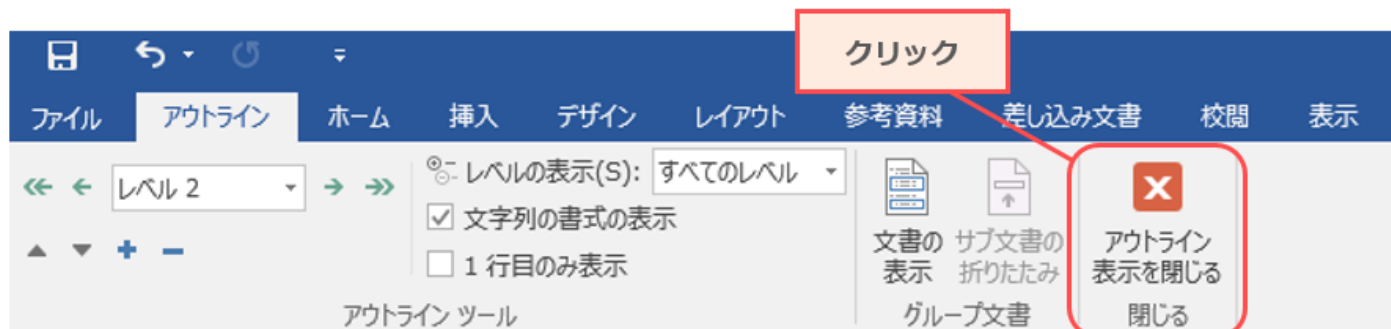 クリック
ファイル アウトライン ホーム 挿入 デザイン レイアウト 参考資料 差し込み文書 校閲 表示
レベル 2
レベルの表示(S): すべてのレベル
文字列の書式の表示
1 行目のみ表示
アウトライン ツール
文書の
表示
サブ文書の
折りたたみ
グループ文書
アウトライン
表示を閉じる
閉じる